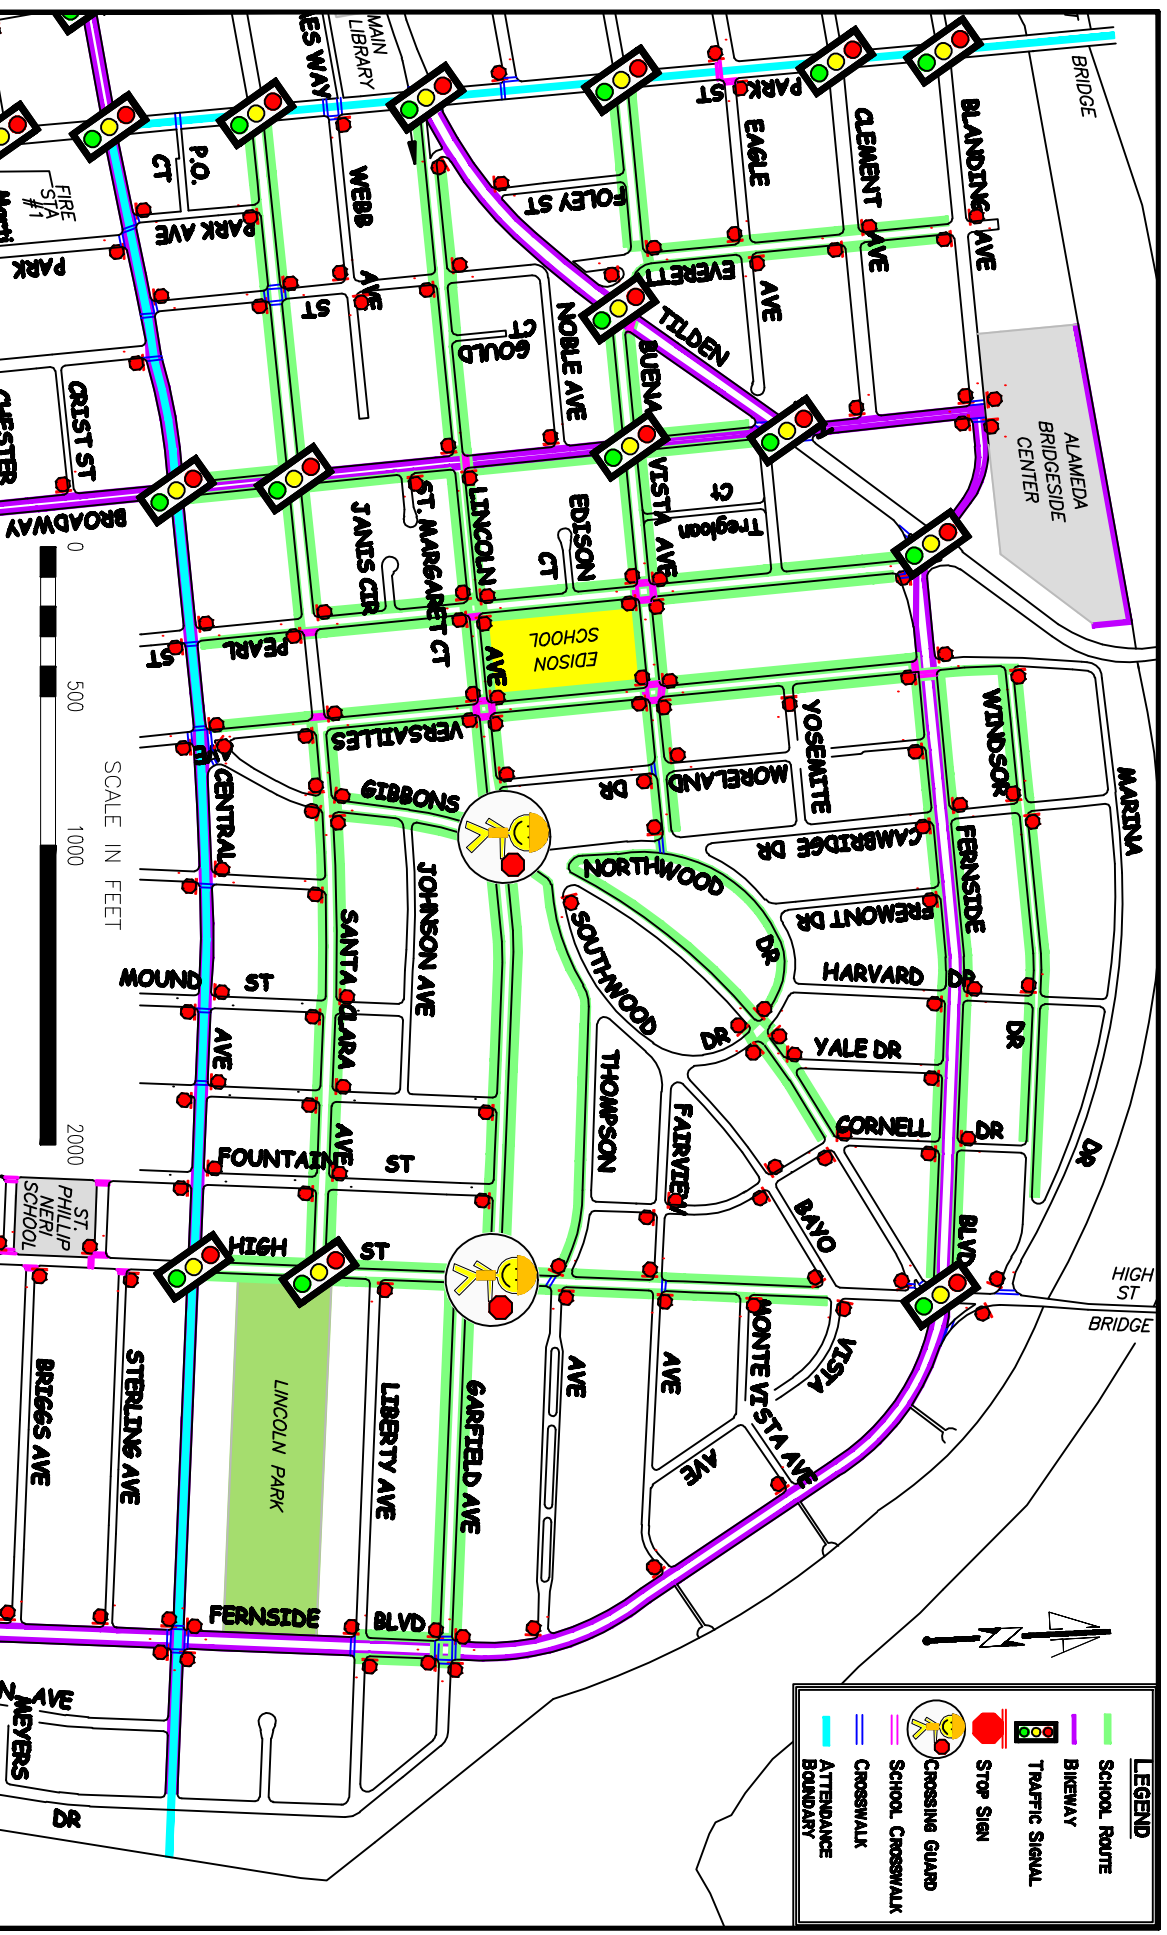 BRIDGE
MAIN
LIBRARY
ES WAY
PARK
ST
BLANDING AVE
CLEMENT AVE
EAGLE AVE
FOLEY ST
WEBB AVE
P.O.
CT
PARK AVE
FIRE
STA
#1
PARK
EVERETT
ST
TILDEN
NOBLE AVE
GOULD
CT
BUENA VISTA AVE
ALAMEDA
BRIDGESIDE
CENTER
CRIST ST
CHESTER
BROADWAY
LINCOLN AVE
ST. MARGARET CT
JANIS CIR
EDISON
CT
Tregloan
Ct
PEARL
ST
EDISON
SCHOOL
VERSAILLES
AVE
GIBBONS
DR
MORELAND
YOSEMITE
CAMBRIDGE DR
FREMONT DR
HARVARD DR
YALE DR
CORNELL DR
WINDSOR DR
MARINA DR
FERNSIDE BLVD
NORTHWOOD DR
SOUTHWOOD DR
THOMPSON AVE
FAIRVIEW AVE
BAYO VISTA AVE
MONTE VISTA AVE
CENTRAL AVE
SANTA CLARA AVE
JOHNSON AVE
MOUND ST
FOUNTAIN ST
HIGH ST
HIGH
ST
BRIDGE
ST.
PHILLIP
NERI
SCHOOL
LINCOLN PARK
LIBERTY AVE
GARFIELD AVE
STERLING AVE
BRIGGS AVE
FERNSIDE BLVD
AVE
MEYERS
DR
0
500
1000
2000
SCALE IN FEET
LEGEND
SCHOOL ROUTE
BIKEWAY
TRAFFIC SIGNAL
STOP SIGN
CROSSING GUARD
SCHOOL CROSSWALK
CROSSWALK
ATTENDANCE
BOUNDARY